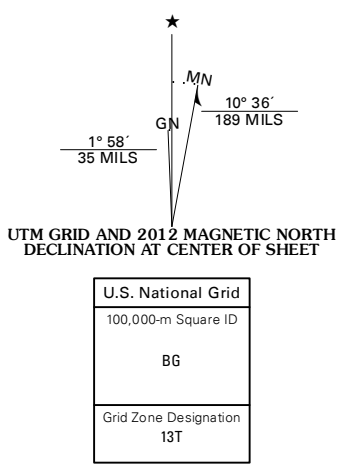 ★
MN
GN
10° 36´
189 MILS
1° 58´
35 MILS
UTM GRID AND 2012 MAGNETIC NORTH
DECLINATION AT CENTER OF SHEET
U.S. National Grid
100,000-m Square ID
BG
Grid Zone Designation
13T